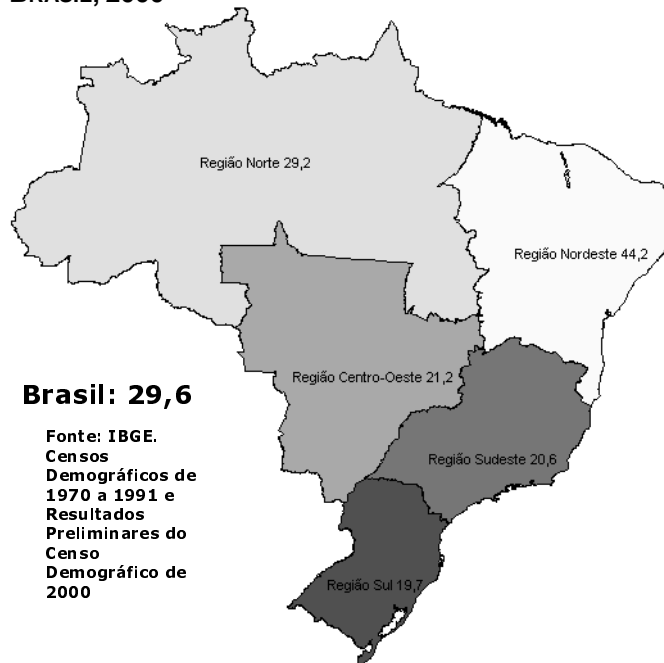 BRASIL, 2000
Região Norte 29,2
Região Nordeste 44,2
Região Centro-Oeste 21,2
Brasil: 29,6
Fonte: IBGE.
Censos
Demográficos de
1970 a 1991 e
Resultados
Preliminares do
Censo
Demográfico de
2000
Região Sudeste 20,6
Região Sul 19,7